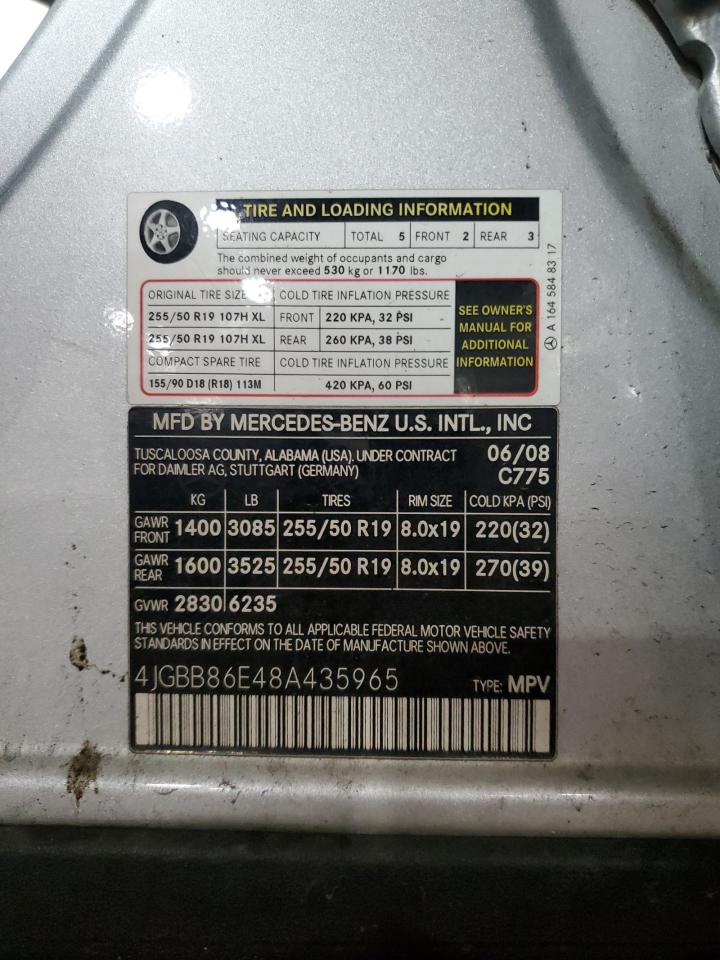 TIRE AND LOADING INFORMATION
SEATING CAPACITY TOTAL 5 FRONT 2 REAR 3
The combined weight of occupants and cargo
should never exceed 530 kg or 1170 lbs.
ORIGINAL TIRE SIZE COLD TIRE INFLATION PRESSURE
255/50 R19 107H XL FRONT 220 KPA, 32 PSI
255/50 R19 107H XL REAR 260 KPA, 38 PSI
COMPACT SPARE TIRE COLD TIRE INFLATION PRESSURE
155/90 D18 (R18) 113M 420 KPA, 60 PSI
SEE OWNER'S
MANUAL FOR
ADDITIONAL
INFORMATION
A 164 584 83 17
MFD BY MERCEDES-BENZ U.S. INTL., INC
TUSCALOOSA COUNTY, ALABAMA (USA). UNDER CONTRACT
FOR DAIMLER AG, STUTTGART (GERMANY)
06/08
C775
KG LB TIRES RIM SIZE COLD KPA (PSI)
GAWR FRONT 1400 3085 255/50 R19 8.0x19 220(32)
GAWR REAR 1600 3525 255/50 R19 8.0x19 270(39)
GVWR 2830 6235
THIS VEHICLE CONFORMS TO ALL APPLICABLE FEDERAL MOTOR VEHICLE SAFETY
STANDARDS IN EFFECT ON THE DATE OF MANUFACTURE SHOWN ABOVE.
4JGBB86E48A435965 TYPE: MPV